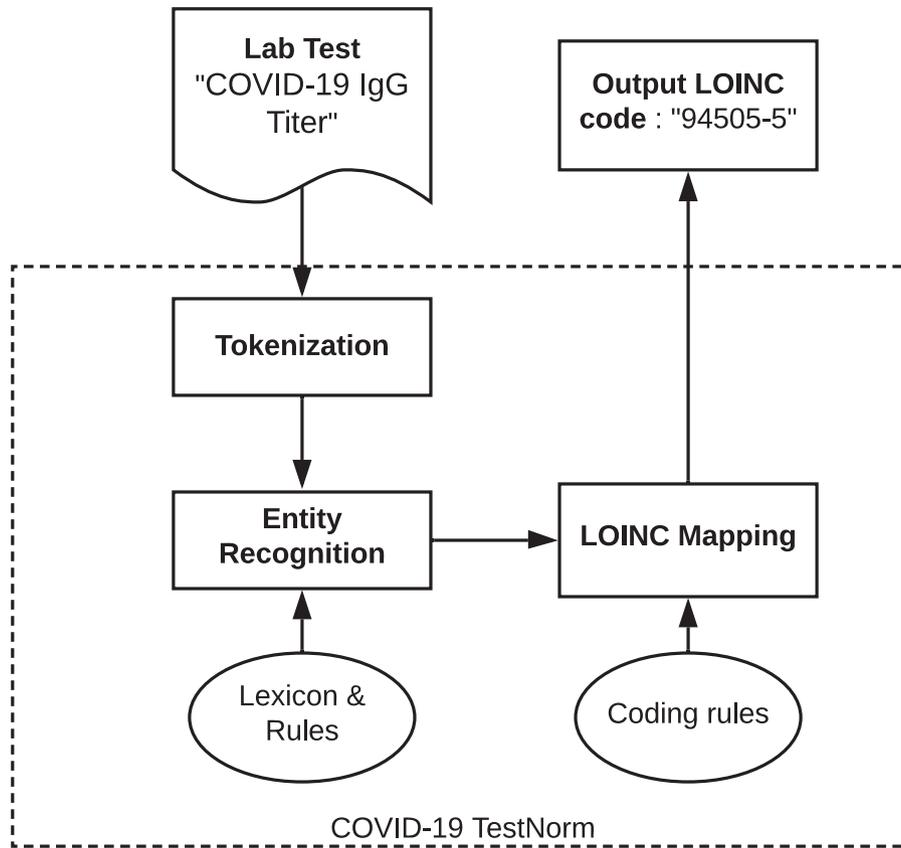 Lab Test
"COVID-19 IgG
Titer"
Output LOINC
code : "94505-5"
Tokenization
Entity
Recognition
LOINC Mapping
Lexicon &
Rules
Coding rules
COVID-19 TestNorm